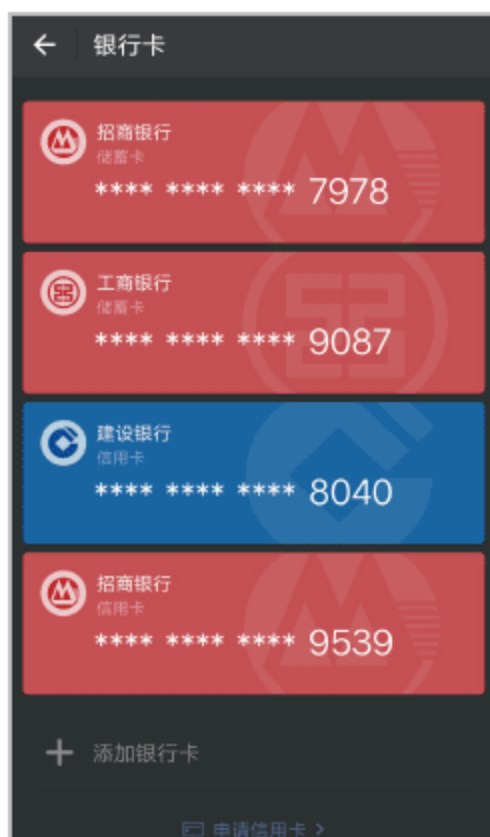 银行卡
招商银行
储蓄卡
**** **** **** 7978
工商银行
储蓄卡
**** **** **** 9087
建设银行
信用卡
**** **** **** 8040
招商银行
信用卡
**** **** **** 9539
添加银行卡
申请信用卡